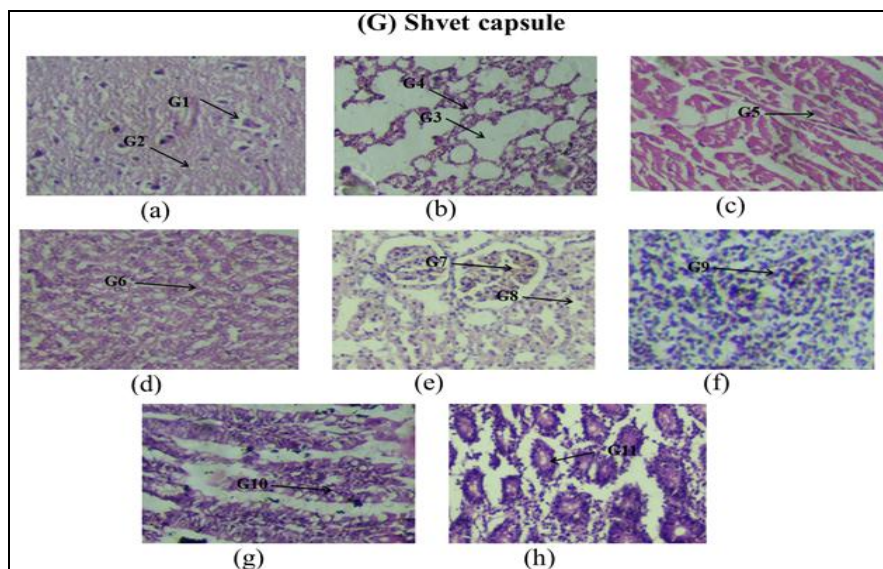 (G) Shvet capsule
G1
G2
(a)
G4
G3
(b)
G5
(c)
G6
(d)
G7
G8
(e)
G9
(f)
G10
(g)
G11
(h)